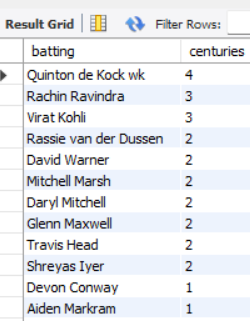 Result Grid Filter Rows:
batting centuries
Quinton de Kock wk 4
Rachin Ravindra 3
Virat Kohli 3
Rassie van der Dussen 2
David Warner 2
Mitchell Marsh 2
Daryl Mitchell 2
Glenn Maxwell 2
Travis Head 2
Shreyas Iyer 2
Devon Conway 1
Aiden Markram 1